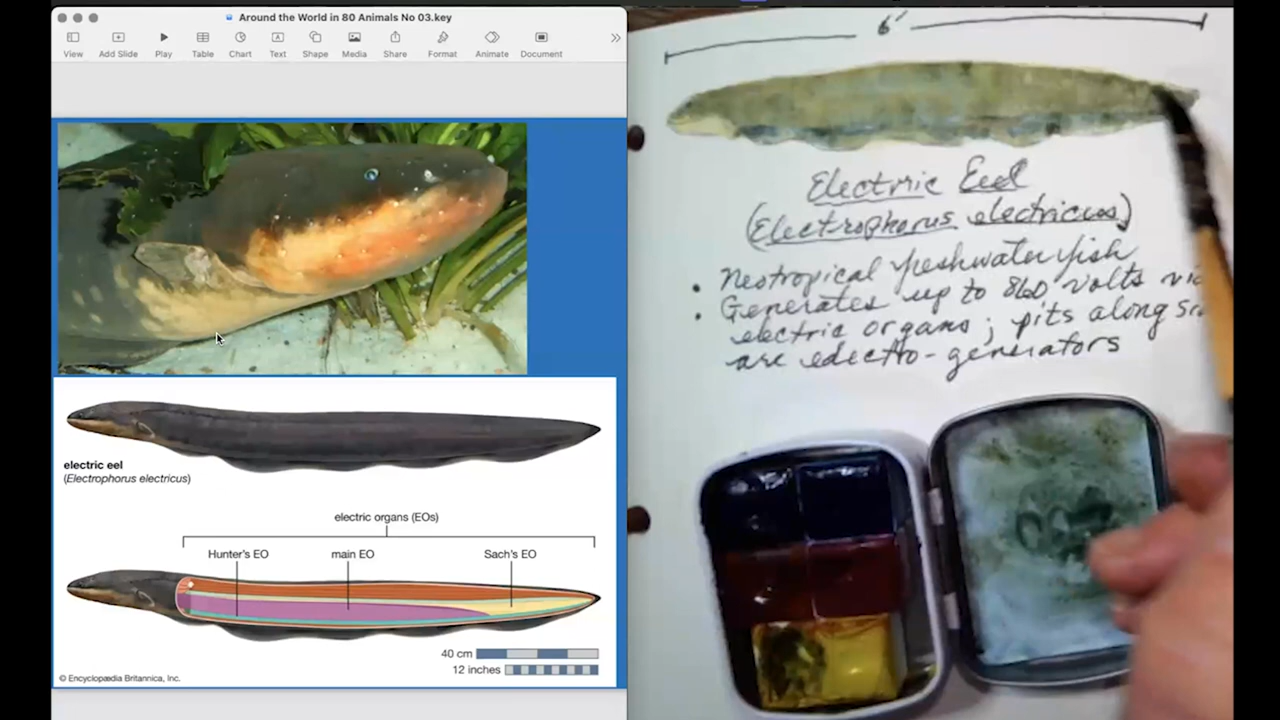 Around the World in 80 Animals No 03.key
View
Add Slide
Play
Table
Chart
Text
Shape
Media
Share
Format
Animate
Document
electric eel
(Electrophorus electricus)
electric organs (EOs)
Hunter's EO
main EO
Sach's EO
40 cm
12 inches
© Encyclopædia Britannica, Inc.
6'
Electric Eel
(Electrophorus electricus)
• Neotropical freshwater fish
• Generates up to 860 volts
electric organs; pits along
are edectro-generators